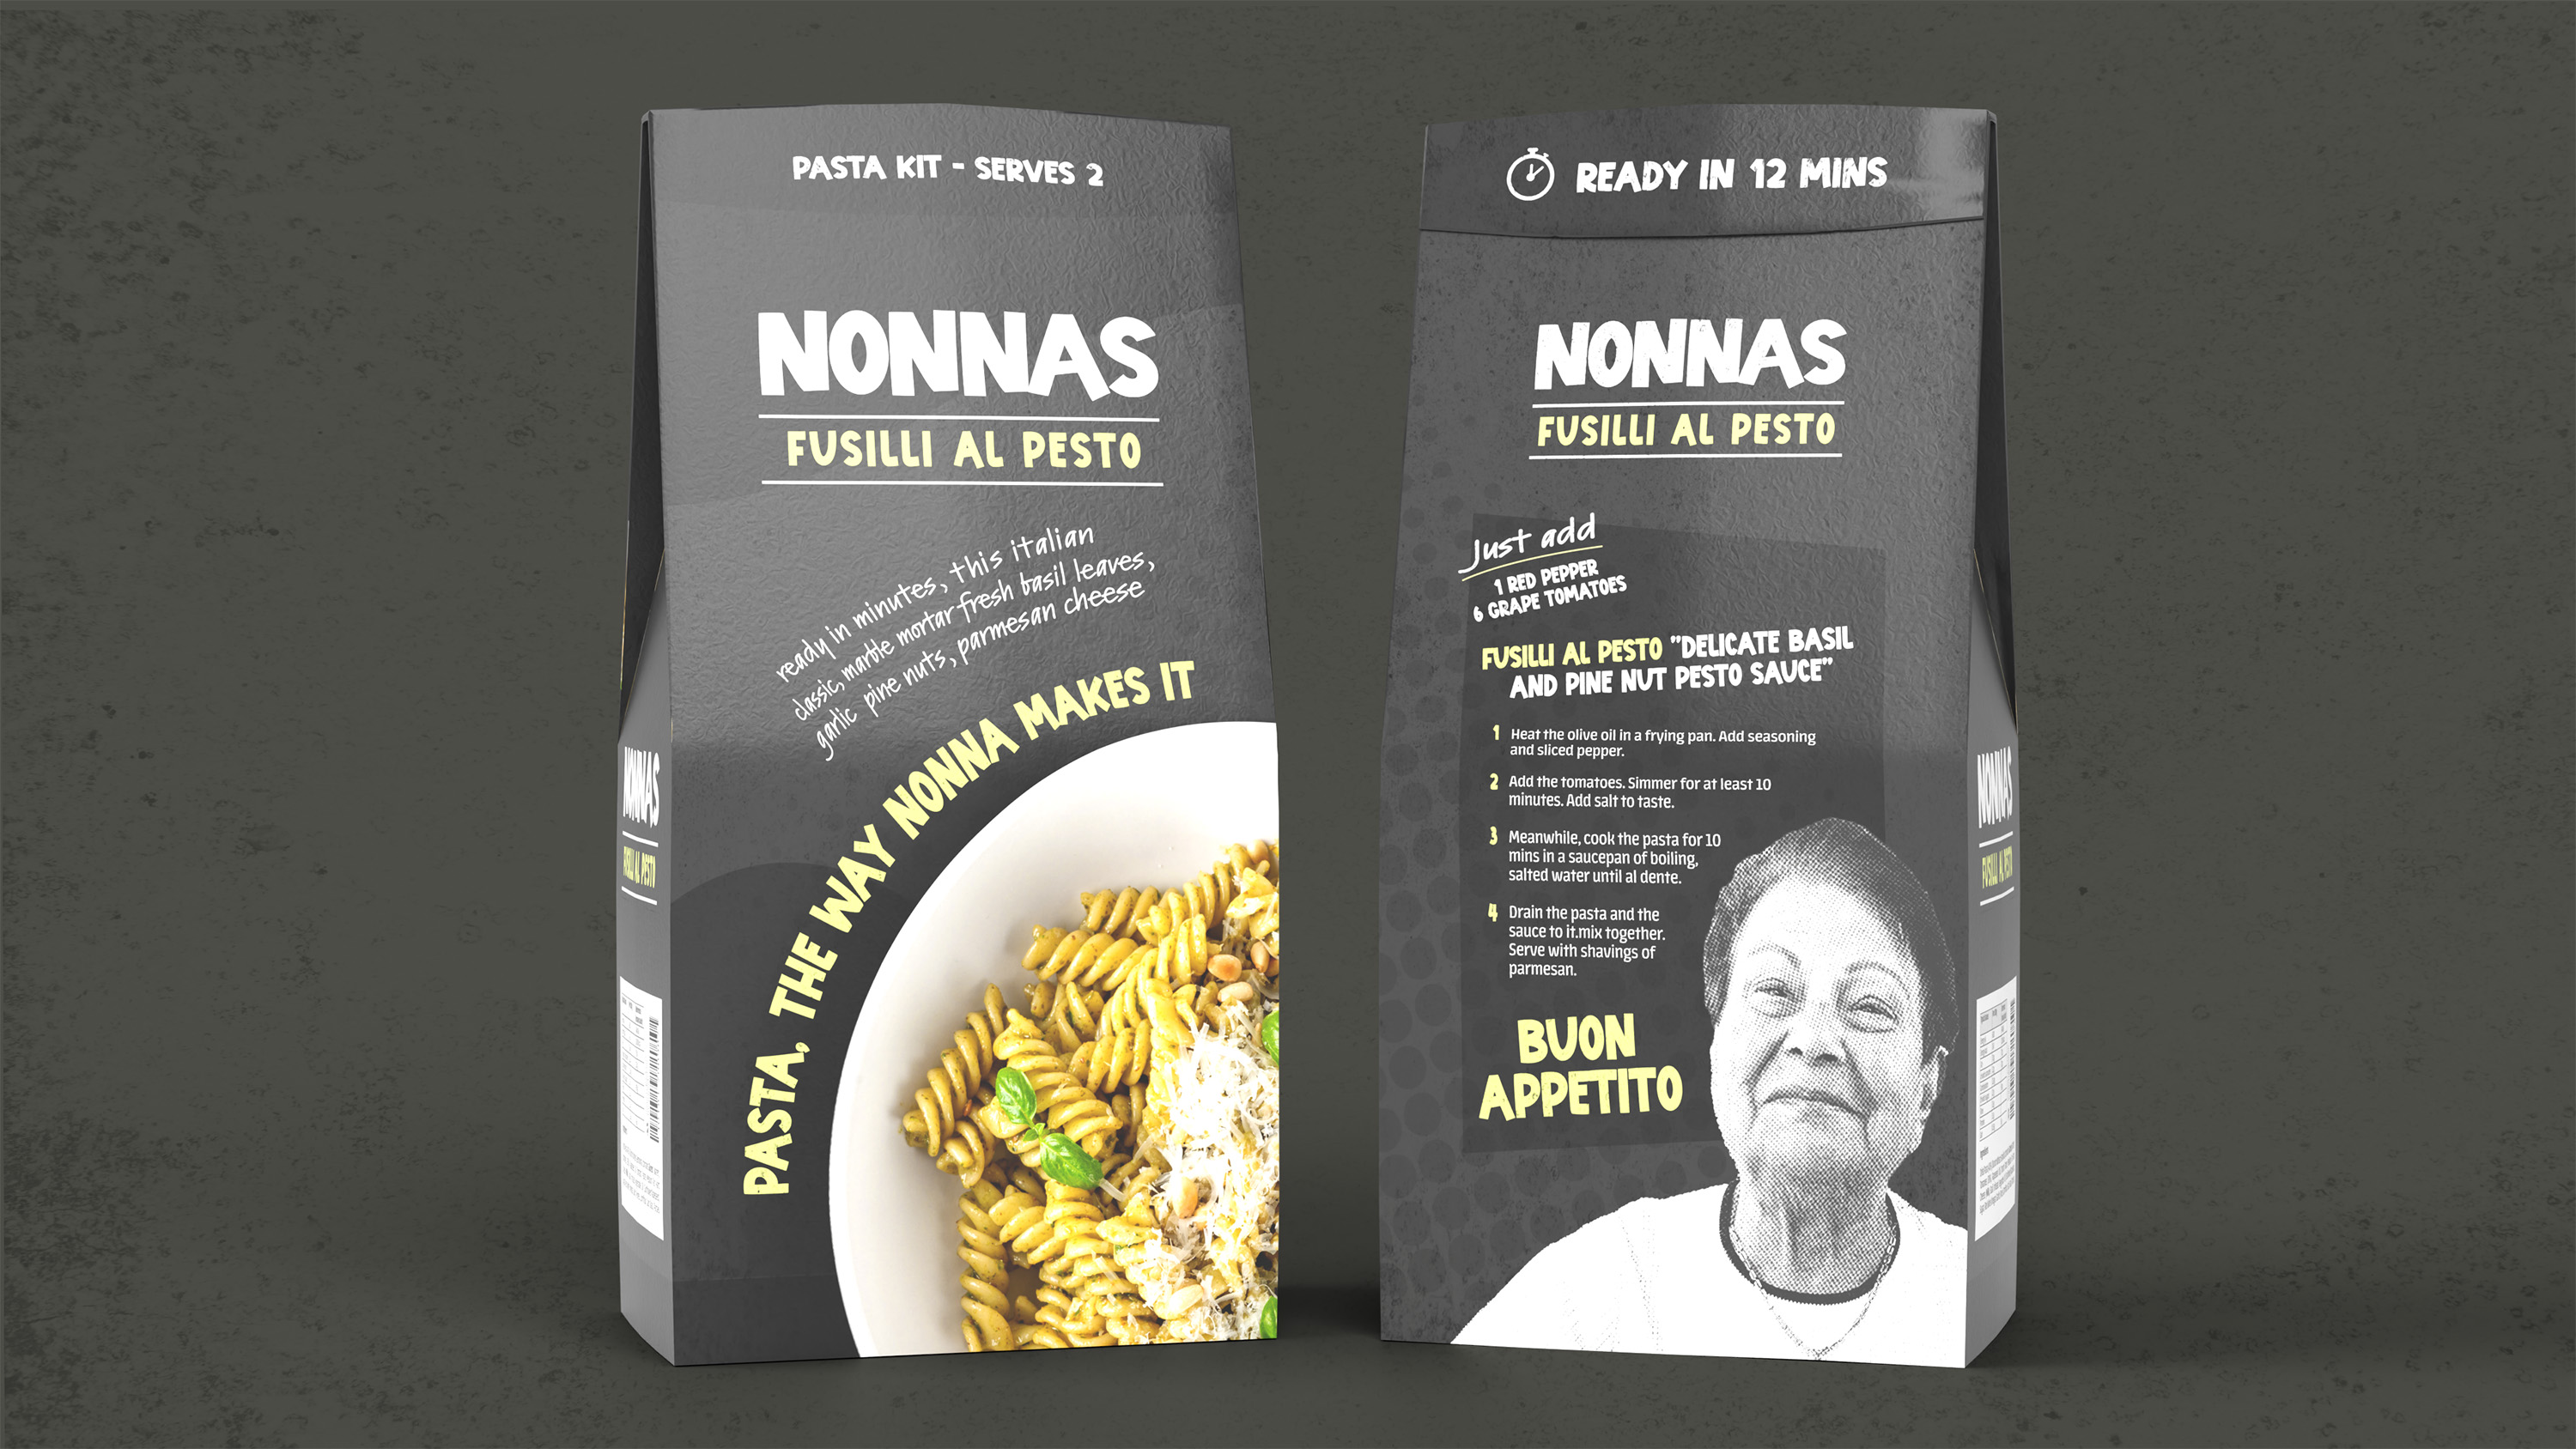 PASTA KIT - SERVES 2
NONNAS
FUSILLI AL PESTO
ready in minutes, this italian
classic, marble mortar fresh basil leaves,
garlic pine nuts, parmesan cheese
PASTA, THE WAY NONNA MAKES IT
NONNAS
FUSILLI AL PESTO
READY IN 12 MINS
NONNAS
FUSILLI AL PESTO
Just add
1 RED PEPPER
6 GRAPE TOMATOES
FUSILLI AL PESTO "DELICATE BASIL
AND PINE NUT PESTO SAUCE"
1 Heat the olive oil in a frying pan. Add seasoning
and sliced pepper.
2 Add the tomatoes. Simmer for at least 10
minutes. Add salt to taste.
3 Meanwhile, cook the pasta for 10
mins in a saucepan of boiling,
salted water until al dente.
4 Drain the pasta and the
sauce to it.mix together.
Serve with shavings of
parmesan.
BUON
APPETITO
NONNAS
FUSILLI AL PESTO